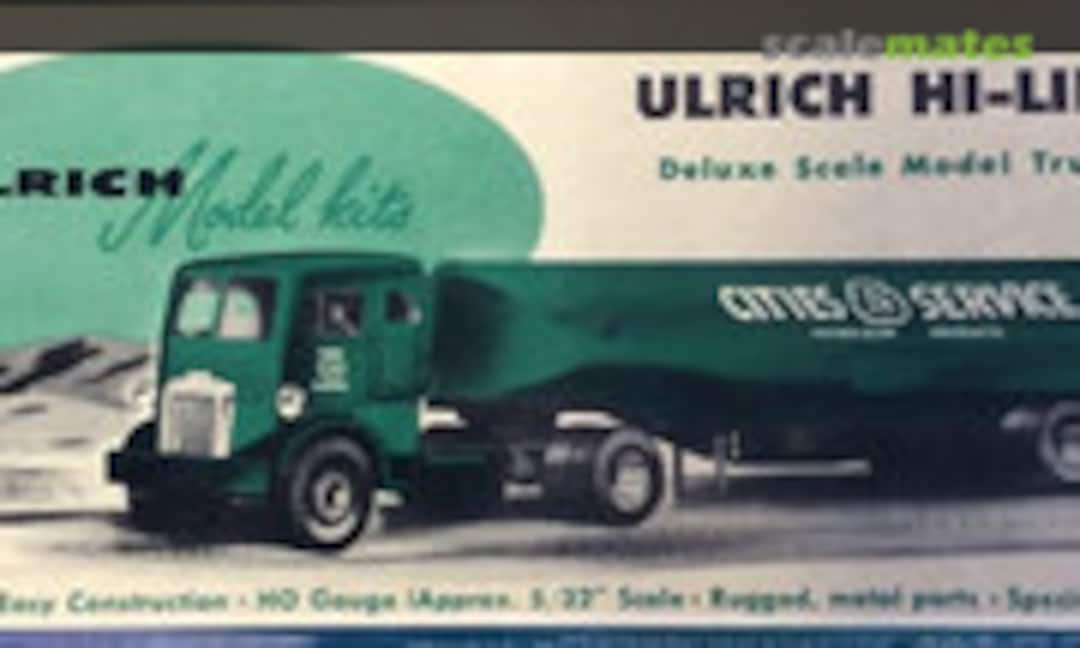 scalemates
ULRICH HI-LI
Deluxe Scale Model Tru
LRICH Model kits
CITIES SERVICE
Easy Construction · HO Gauge (Approx. 5/32" Scale · Rugged, metal parts · Speci